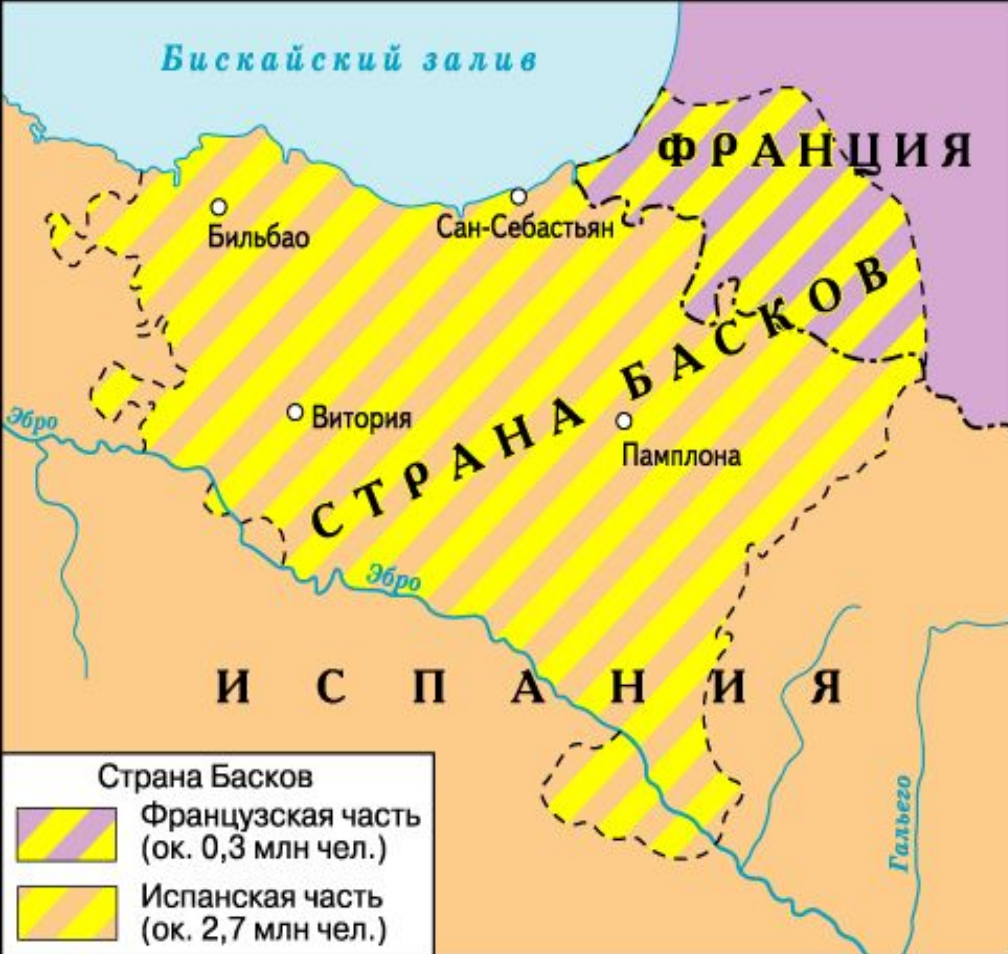 Бискайский залив
ФРАНЦИЯ
Бильбао
Сан-Себастьян
СТРАНА БАСКОВ
Эбро
Витория
Памплона
Эбро
ИСПАНИЯ
Гальего
Страна Басков
Французская часть
(ок. 0,3 млн чел.)
Испанская часть
(ок. 2,7 млн чел.)